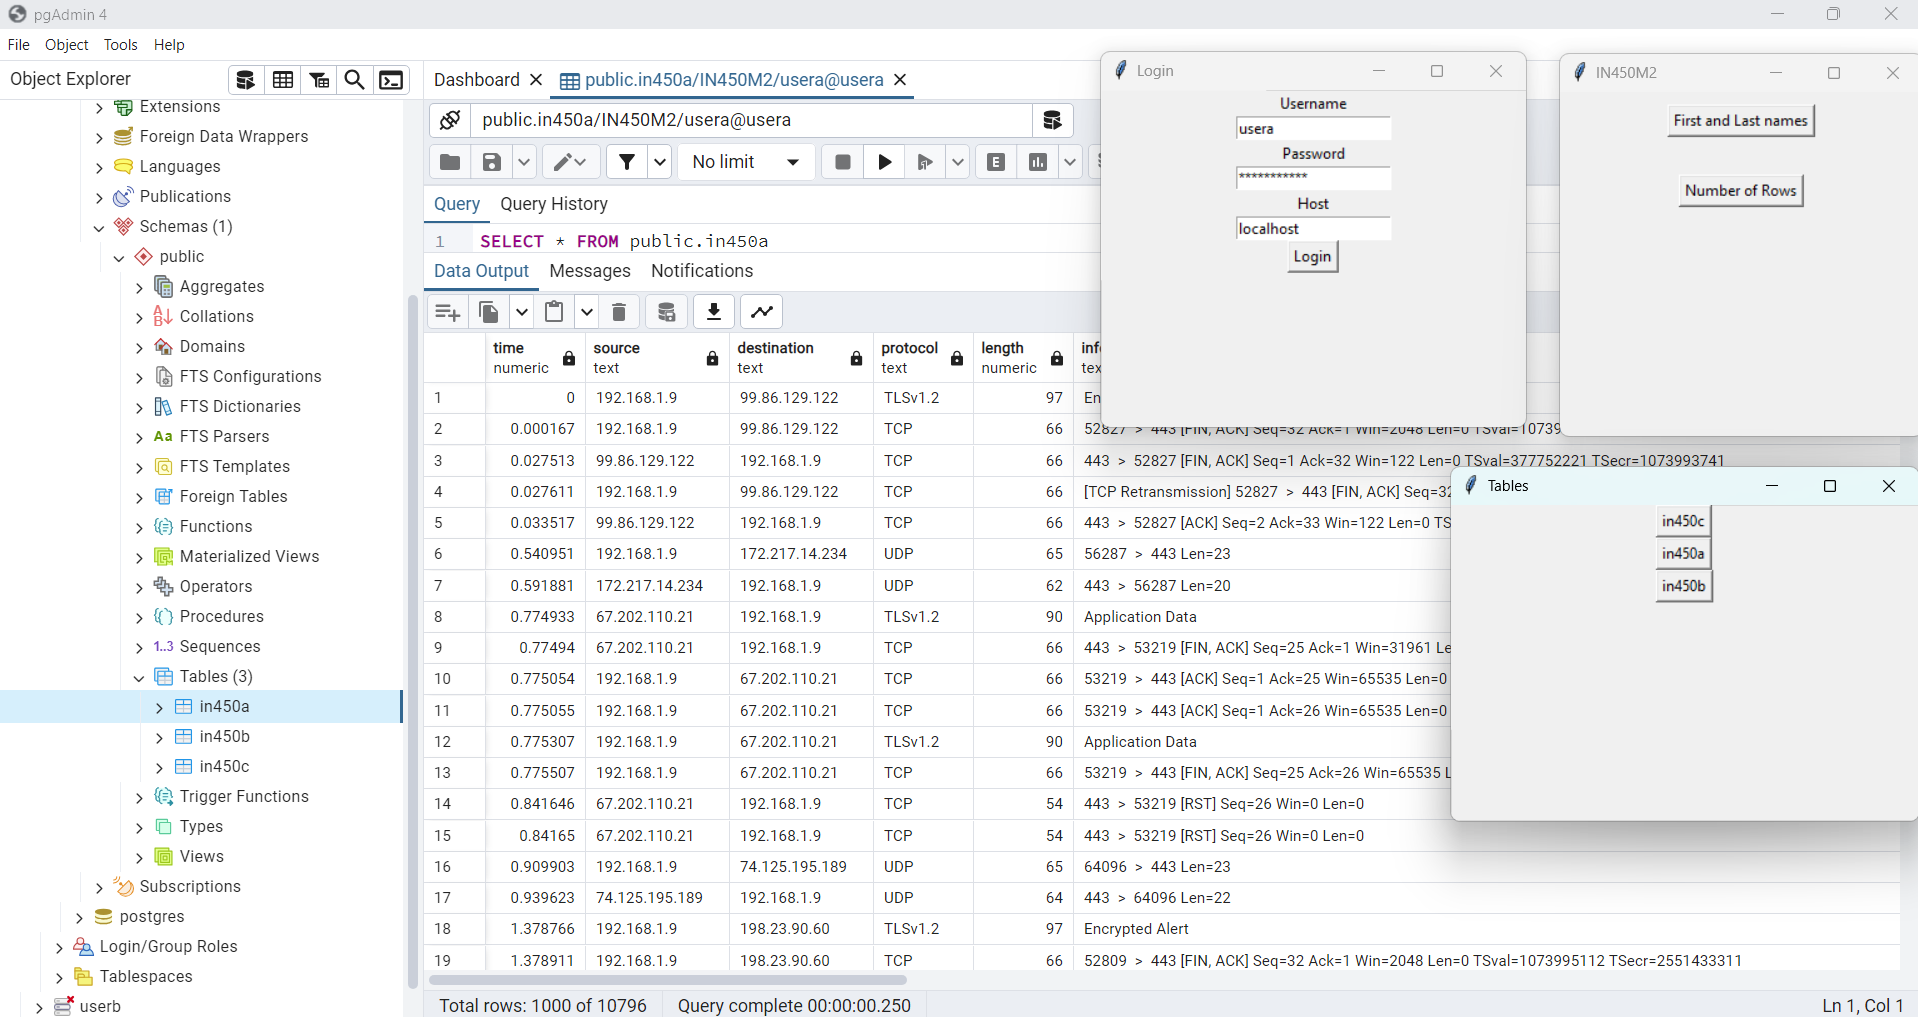 pgAdmin 4
File Object Tools Help
Object Explorer
Extensions
Foreign Data Wrappers
Languages
Publications
Schemas (1)
public
Aggregates
Collations
Domains
FTS Configurations
FTS Dictionaries
Aa FTS Parsers
FTS Templates
Foreign Tables
Functions
Materialized Views
Operators
Procedures
1..3 Sequences
Tables (3)
in450a
in450b
in450c
Trigger Functions
Types
Views
Subscriptions
postgres
Login/Group Roles
Tablespaces
userb
Dashboard public.in450a/IN450M2/usera@usera
public.in450a/IN450M2/usera@usera
No limit
E
Query Query History
1 SELECT * FROM public.in450a
Data Output Messages Notifications
time numeric source text destination text protocol text length numeric
1 0 192.168.1.9 99.86.129.122 TLSv1.2 97 En
2 0.000167 192.168.1.9 99.86.129.122 TCP 66 52827 > 443 [FIN, ACK] Seq=32 Ack=1 Win=2048 Len=0 TSval=10739
3 0.027513 99.86.129.122 192.168.1.9 TCP 66 443 > 52827 [FIN, ACK] Seq=1 Ack=32 Win=122 Len=0 TSval=377752221 TSecr=1073993741
4 0.027611 192.168.1.9 99.86.129.122 TCP 66 [TCP Retransmission] 52827 > 443 [FIN, ACK] Seq=32
5 0.033517 99.86.129.122 192.168.1.9 TCP 66 443 > 52827 [ACK] Seq=2 Ack=33 Win=122 Len=0 TS
6 0.540951 192.168.1.9 172.217.14.234 UDP 65 56287 > 443 Len=23
7 0.591881 172.217.14.234 192.168.1.9 UDP 62 443 > 56287 Len=20
8 0.774933 67.202.110.21 192.168.1.9 TLSv1.2 90 Application Data
9 0.77494 67.202.110.21 192.168.1.9 TCP 66 443 > 53219 [FIN, ACK] Seq=25 Ack=1 Win=31961 Le
10 0.775054 192.168.1.9 67.202.110.21 TCP 66 53219 > 443 [ACK] Seq=1 Ack=25 Win=65535 Len=0
11 0.775055 192.168.1.9 67.202.110.21 TCP 66 53219 > 443 [ACK] Seq=1 Ack=26 Win=65535 Len=0
12 0.775307 192.168.1.9 67.202.110.21 TLSv1.2 90 Application Data
13 0.775507 192.168.1.9 67.202.110.21 TCP 66 53219 > 443 [FIN, ACK] Seq=25 Ack=26 Win=65535 L
14 0.841646 67.202.110.21 192.168.1.9 TCP 54 443 > 53219 [RST] Seq=26 Win=0 Len=0
15 0.84165 67.202.110.21 192.168.1.9 TCP 54 443 > 53219 [RST] Seq=26 Win=0 Len=0
16 0.909903 192.168.1.9 74.125.195.189 UDP 65 64096 > 443 Len=23
17 0.939623 74.125.195.189 192.168.1.9 UDP 64 443 > 64096 Len=22
18 1.378766 192.168.1.9 198.23.90.60 TLSv1.2 97 Encrypted Alert
19 1.378911 192.168.1.9 198.23.90.60 TCP 66 52809 > 443 [FIN, ACK] Seq=32 Ack=1 Win=2048 Len=0 TSval=1073995112 TSecr=2551433311
Total rows: 1000 of 10796 Query complete 00:00:00.250 Ln 1, Col 1
Login
Username
usera
Password
***********
Host
localhost
Login
IN450M2
First and Last names
Number of Rows
Tables
in450c
in450a
in450b